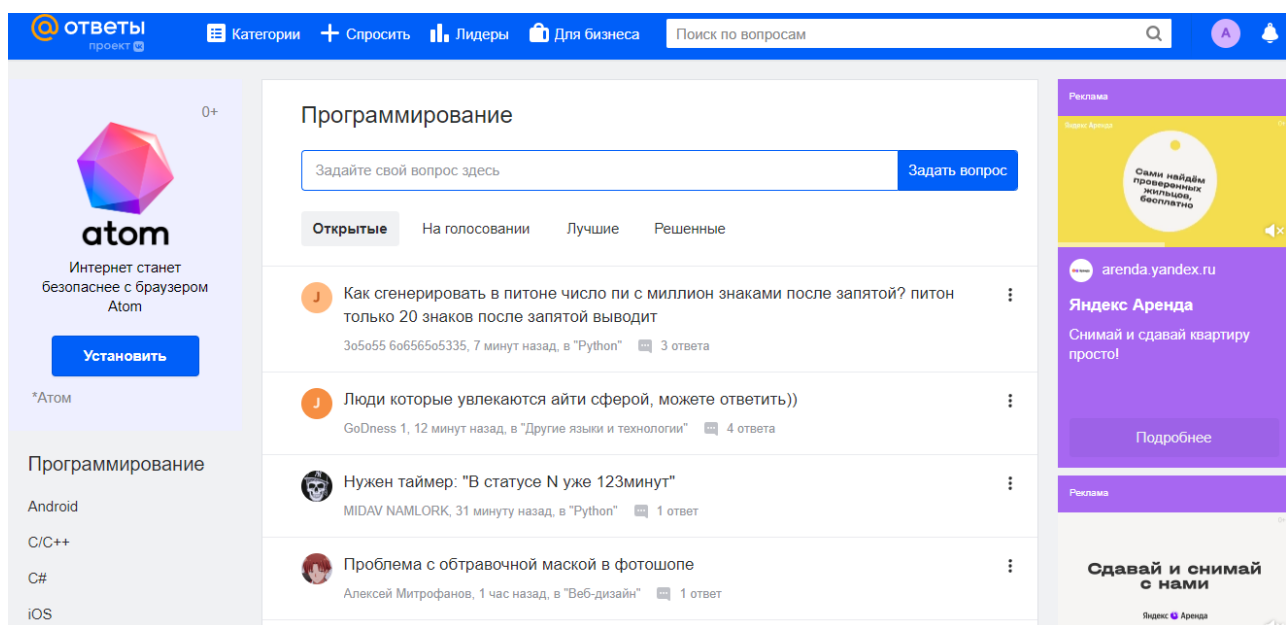 ответы
проект
Категории Спросить Лидеры Для бизнеса Поиск по вопросам A
0+
atom
Интернет станет
безопаснее с браузером
Atom
Установить
*Атом
Программирование
Android
C/C++
C#
iOS
Программирование
Задайте свой вопрос здесь Задать вопрос
Открытые На голосовании Лучшие Решенные
J
Как сгенерировать в питоне число пи с миллион знаками после запятой? питон
только 20 знаков после запятой выводит
3о5о55 6о6565о5335, 7 минут назад, в "Python" 3 ответа
J
Люди которые увлекаются айти сферой, можете ответить))
GoDness 1, 12 минут назад, в "Другие языки и технологии" 4 ответа
Нужен таймер: "В статусе N уже 123минут"
MIDAV NAMLORK, 31 минуту назад, в "Python" 1 ответ
Проблема с обтравочной маской в фотошопе
Алексей Митрофанов, 1 час назад, в "Веб-дизайн" 1 ответ
Реклама
Яндекс Аренда
Сами найдём
проверенных
жильцов,
бесплатно
arenda.yandex.ru
Яндекс Аренда
Снимай и сдавай квартиру
просто!
Подробнее
Реклама
Сдавай и снимай
с нами
Яндекс Аренда